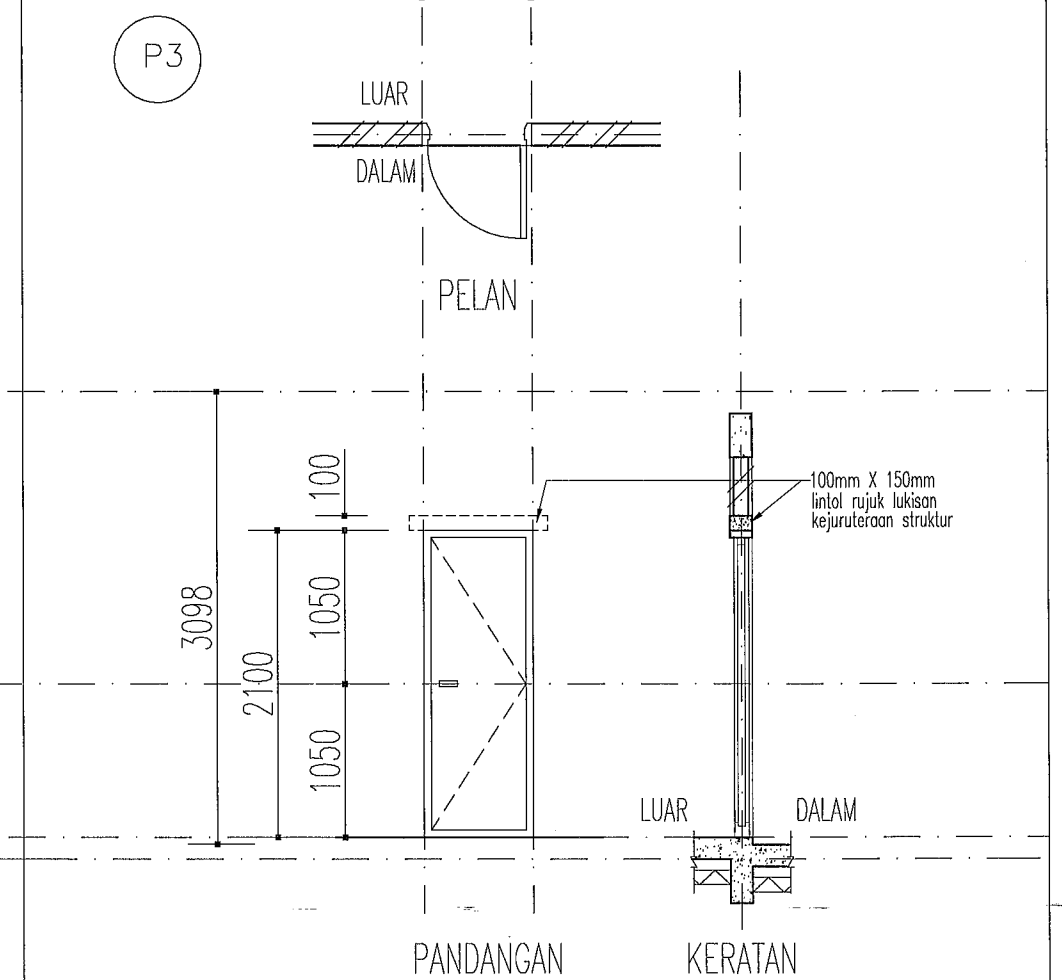 P3
LUAR
DALAM
PELAN
100
1050
1050
2100
3098
100mm X 150mm
lintol rujuk lukisan
kejuruteraan struktur
LUAR
DALAM
PANDANGAN
KERATAN